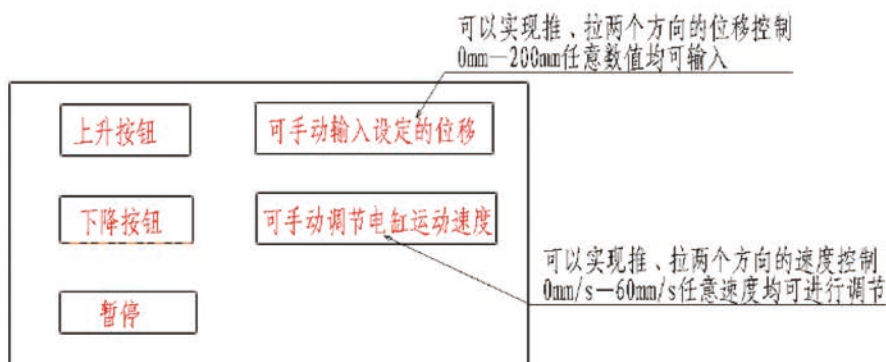 可以实现推、拉两个方向的位移控制
0mm—200mm任意数值均可输入
上升按钮
可手动输入设定的位移
下降按钮
可手动调节电缸运动速度
可以实现推、拉两个方向的速度控制
0mm/s—60mm/s任意速度均可进行调节
暂停